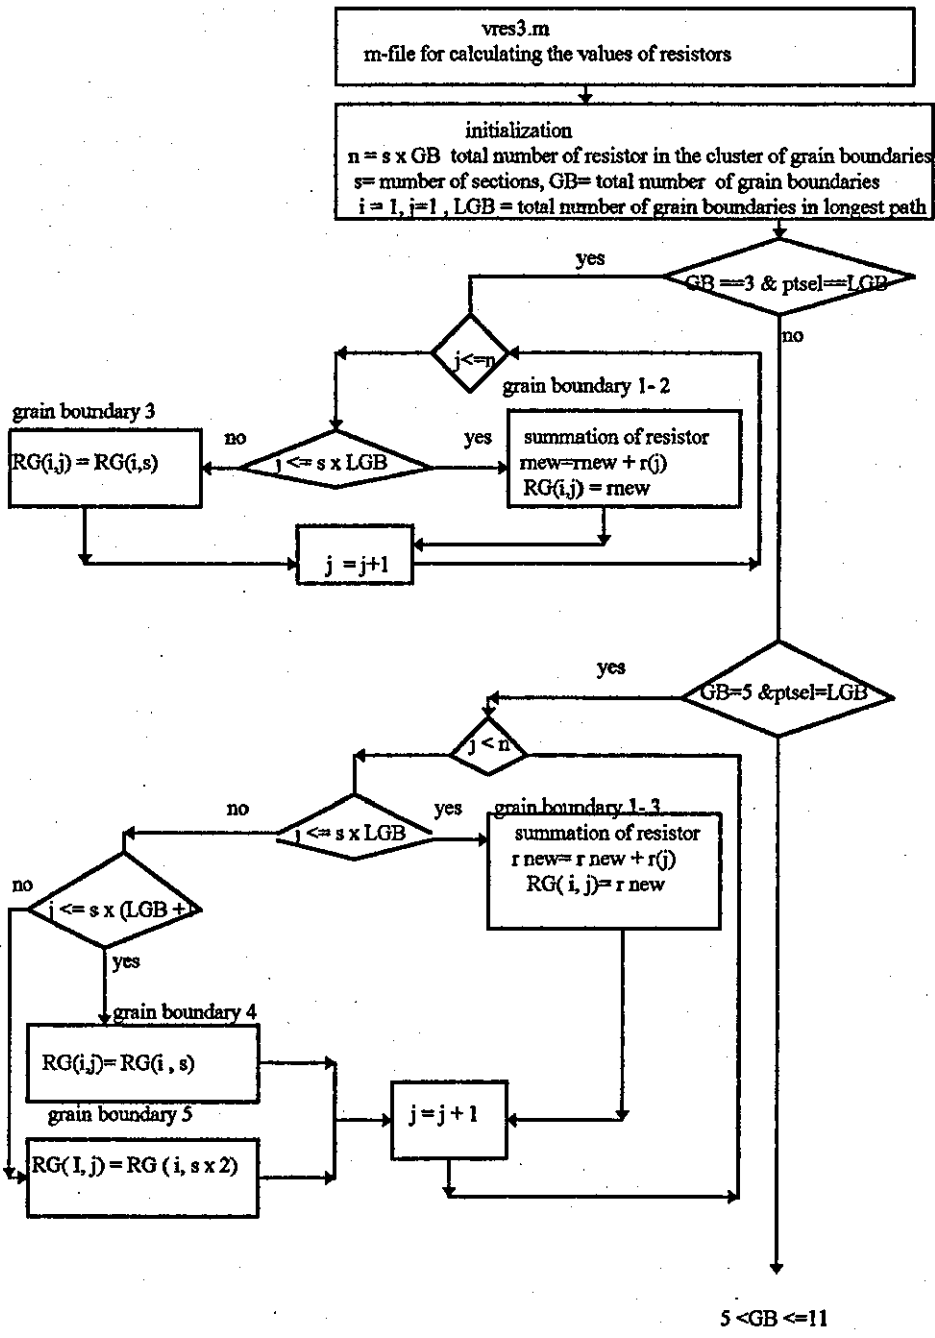 vres3.m
m-file for calculating the values of resistors
initialization
n = s x GB total number of resistor in the cluster of grain boundaries
s= number of sections, GB= total number of grain boundaries
i = 1, j=1 , LGB = total number of grain boundaries in longest path
yes
GB ==3 & ptsel==LGB
no
j<=n
grain boundary 1- 2
grain boundary 3
no
yes
summation of resistor
rnew=rnew + r(j)
RG(i,j) = rnew
RG(i,j) = RG(i,s)
j <= s x LGB
j = j+1
yes
GB=5 &ptsel=LGB
j < n
no
yes
grain boundary 1- 3
j <= s x LGB
summation of resistor
r new= r new + r(j)
RG( i, j)= r new
no
j <= s x (LGB +1
yes
grain boundary 4
RG(i,j)= RG(i , s)
grain boundary 5
j = j + 1
RG( I, j) = RG ( i, s x 2)
5 <GB <=11